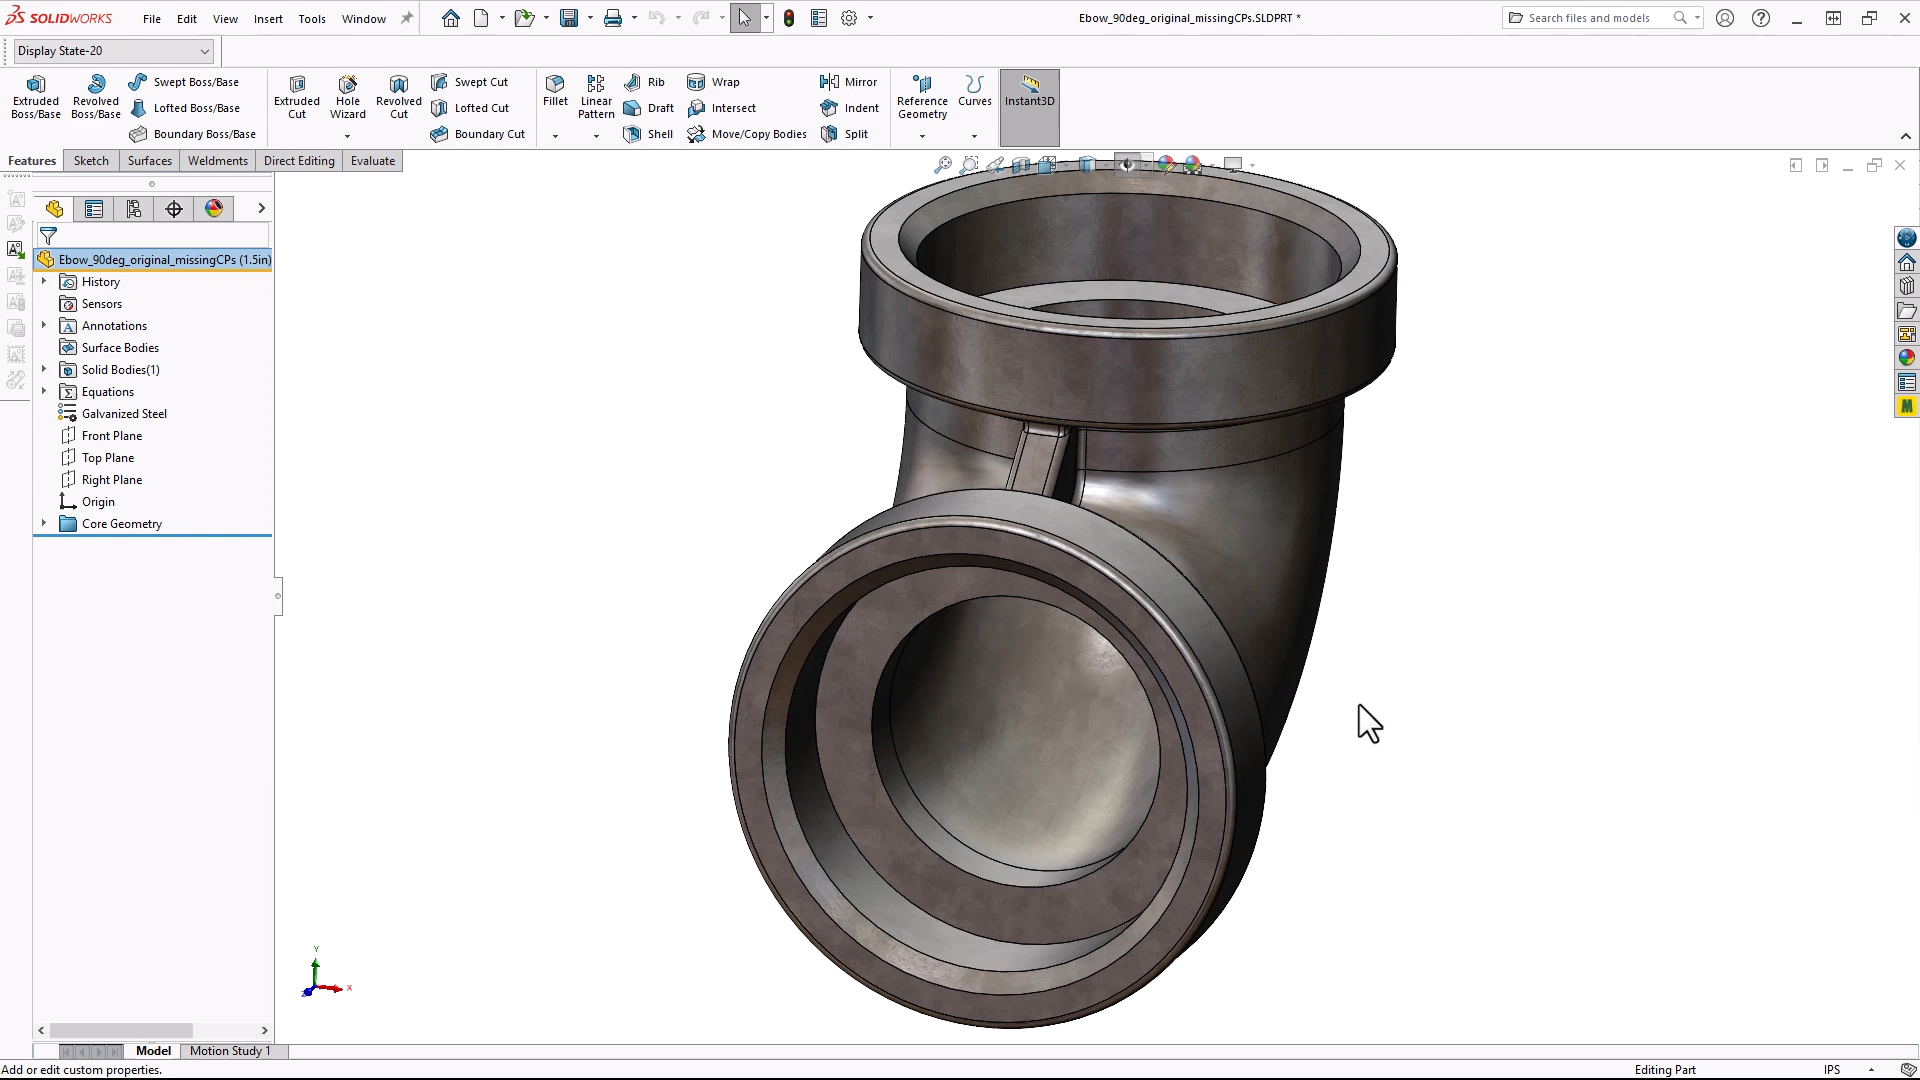 SOLIDWORKS File Edit View Insert Tools Window Ebow_90deg_original_missingCPs.SLDPRT * Search files and models
Display State-20
Extruded Boss/Base
Revolved Boss/Base
Swept Boss/Base
Lofted Boss/Base
Boundary Boss/Base
Extruded Cut
Hole Wizard
Revolved Cut
Swept Cut
Lofted Cut
Boundary Cut
Fillet
Linear Pattern
Rib
Draft
Shell
Wrap
Intersect
Move/Copy Bodies
Mirror
Indent
Split
Reference Geometry
Curves
Instant3D
Features Sketch Surfaces Weldments Direct Editing Evaluate
Ebow_90deg_original_missingCPs (1.5in)
History
Sensors
Annotations
Surface Bodies
Solid Bodies(1)
Equations
Galvanized Steel
Front Plane
Top Plane
Right Plane
Origin
Core Geometry
Y
X
Z
Model Motion Study 1
Add or edit custom properties. Editing Part IPS